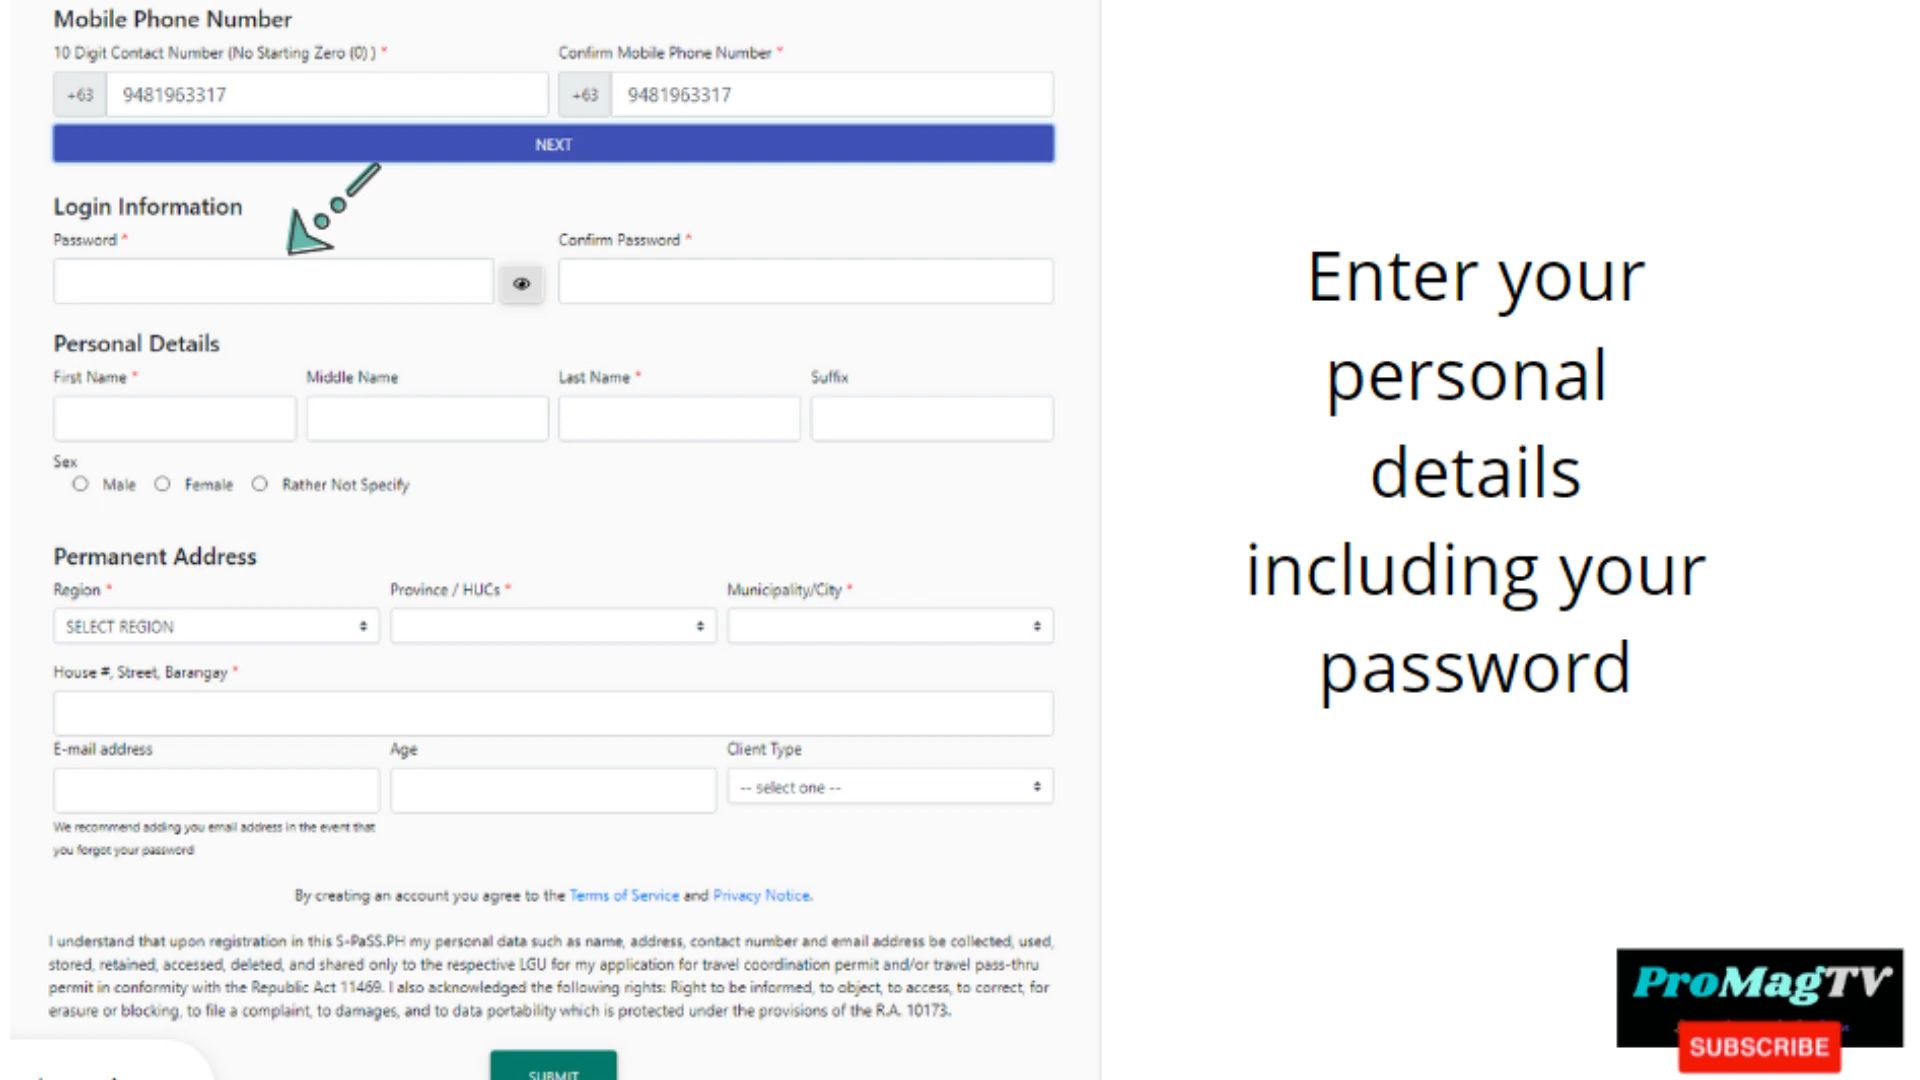 Mobile Phone Number
10 Digit Contact Number (No Starting Zero (0) ) *
Confirm Mobile Phone Number *
+63 9481963317
+63 9481963317
NEXT
Login Information
Password *
Confirm Password *
Personal Details
First Name *
Middle Name
Last Name *
Suffix
Sex
Male Female Rather Not Specify
Permanent Address
Region *
Province / HUCs *
Municipality/City *
SELECT REGION
House #, Street, Barangay *
E-mail address
Age
Client Type
-- select one --
We recommend adding you email address in the event that
you forgot your password
By creating an account you agree to the Terms of Service and Privacy Notice.
I understand that upon registration in this S-PaSS.PH my personal data such as name, address, contact number and email address be collected, used,
stored, retained, accessed, deleted, and shared only to the respective LGU for my application for travel coordination permit and/or travel pass-thru
permit in conformity with the Republic Act 11469. I also acknowledged the following rights: Right to be informed, to object, to access, to correct, for
erasure or blocking, to file a complaint, to damages, and to data portability which is protected under the provisions of the R.A. 10173.
SUBMIT
Enter your
personal
details
including your
password
ProMagTV
SUBSCRIBE